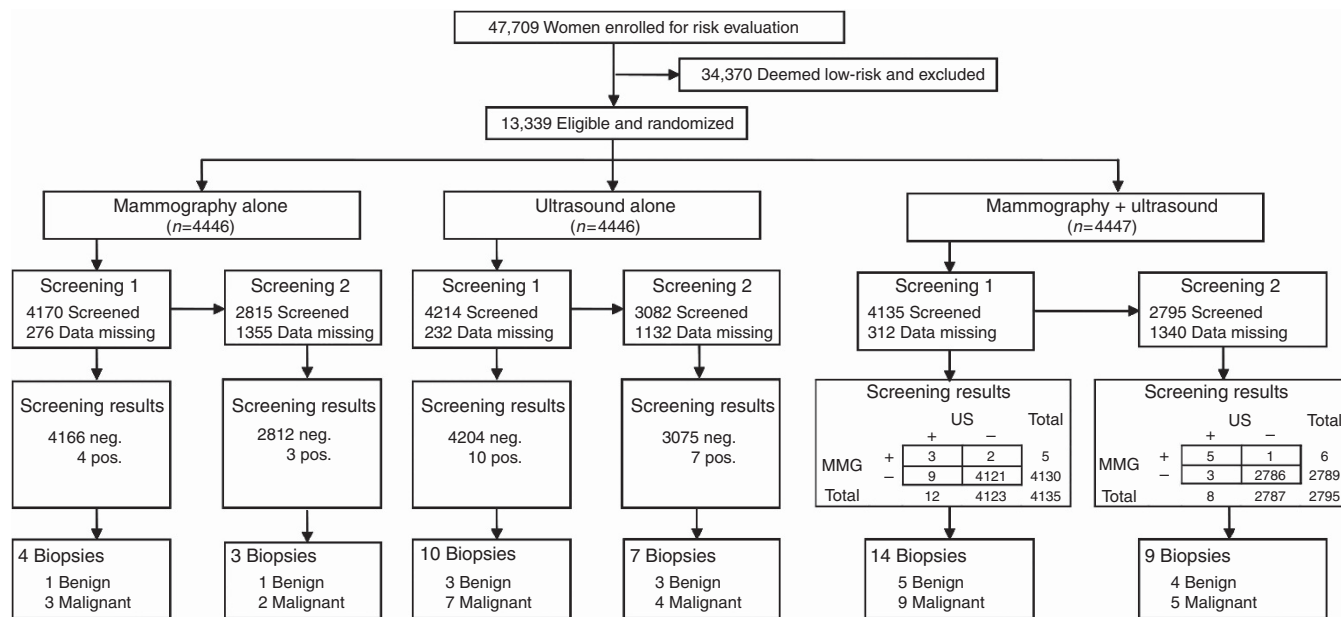 47,709 Women enrolled for risk evaluation
34,370 Deemed low-risk and excluded
13,339 Eligible and randomized
Mammography alone
(n=4446)
Ultrasound alone
(n=4446)
Mammography + ultrasound
(n=4447)
Screening 1
4170 Screened
276 Data missing
Screening 2
2815 Screened
1355 Data missing
Screening 1
4214 Screened
232 Data missing
Screening 2
3082 Screened
1132 Data missing
Screening 1
4135 Screened
312 Data missing
Screening 2
2795 Screened
1340 Data missing
Screening results
4166 neg.
4 pos.
Screening results
2812 neg.
3 pos.
Screening results
4204 neg.
10 pos.
Screening results
3075 neg.
7 pos.
Screening results
US Total
+ −
MMG + 3 2 5
− 9 4121 4130
Total 12 4123 4135
Screening results
US Total
+ −
MMG + 5 1 6
− 3 2786 2789
Total 8 2787 2795
4 Biopsies
1 Benign
3 Malignant
3 Biopsies
1 Benign
2 Malignant
10 Biopsies
3 Benign
7 Malignant
7 Biopsies
3 Benign
4 Malignant
14 Biopsies
5 Benign
9 Malignant
9 Biopsies
4 Benign
5 Malignant